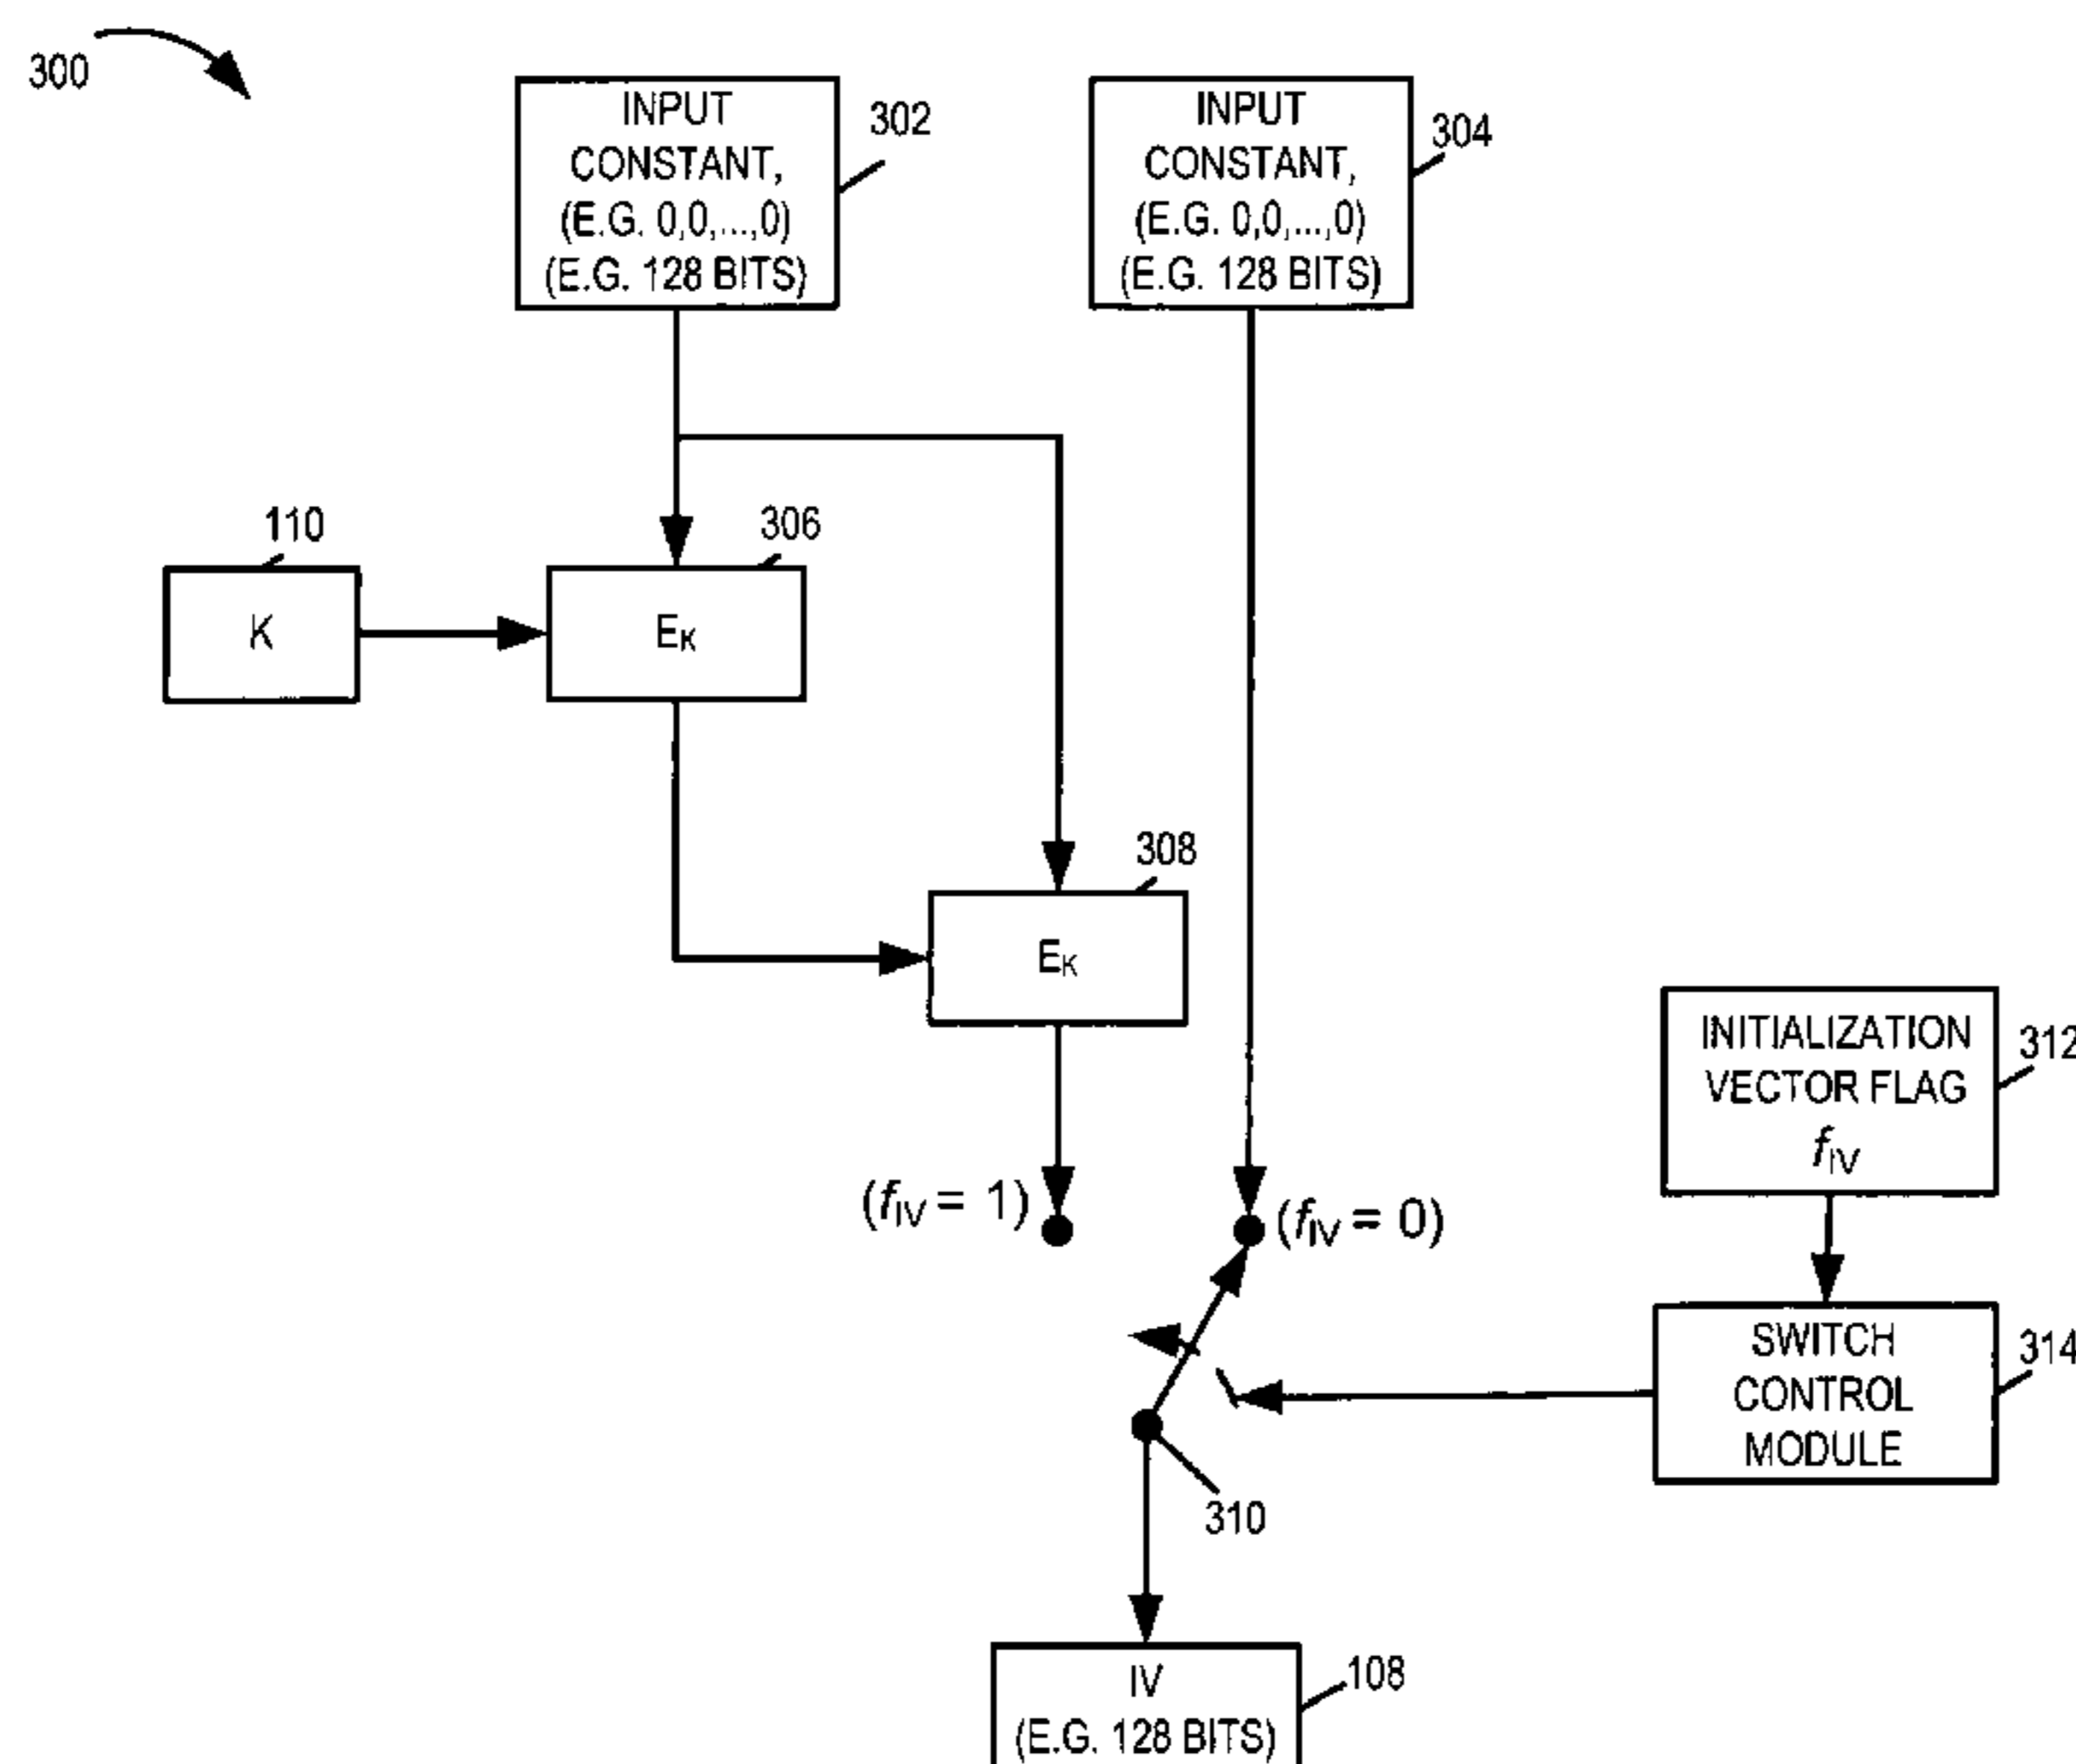 300
INPUT
CONSTANT,
(E.G. 0,0,...,0)
(E.G. 128 BITS)
302
INPUT
CONSTANT,
(E.G. 0,0,...,0)
(E.G. 128 BITS)
304
110
K
306
EK
308
EK
INITIALIZATION
VECTOR FLAG
fIV
312
(fIV = 1)
(fIV = 0)
SWITCH
CONTROL
MODULE
314
310
IV
(E.G. 128 BITS)
108